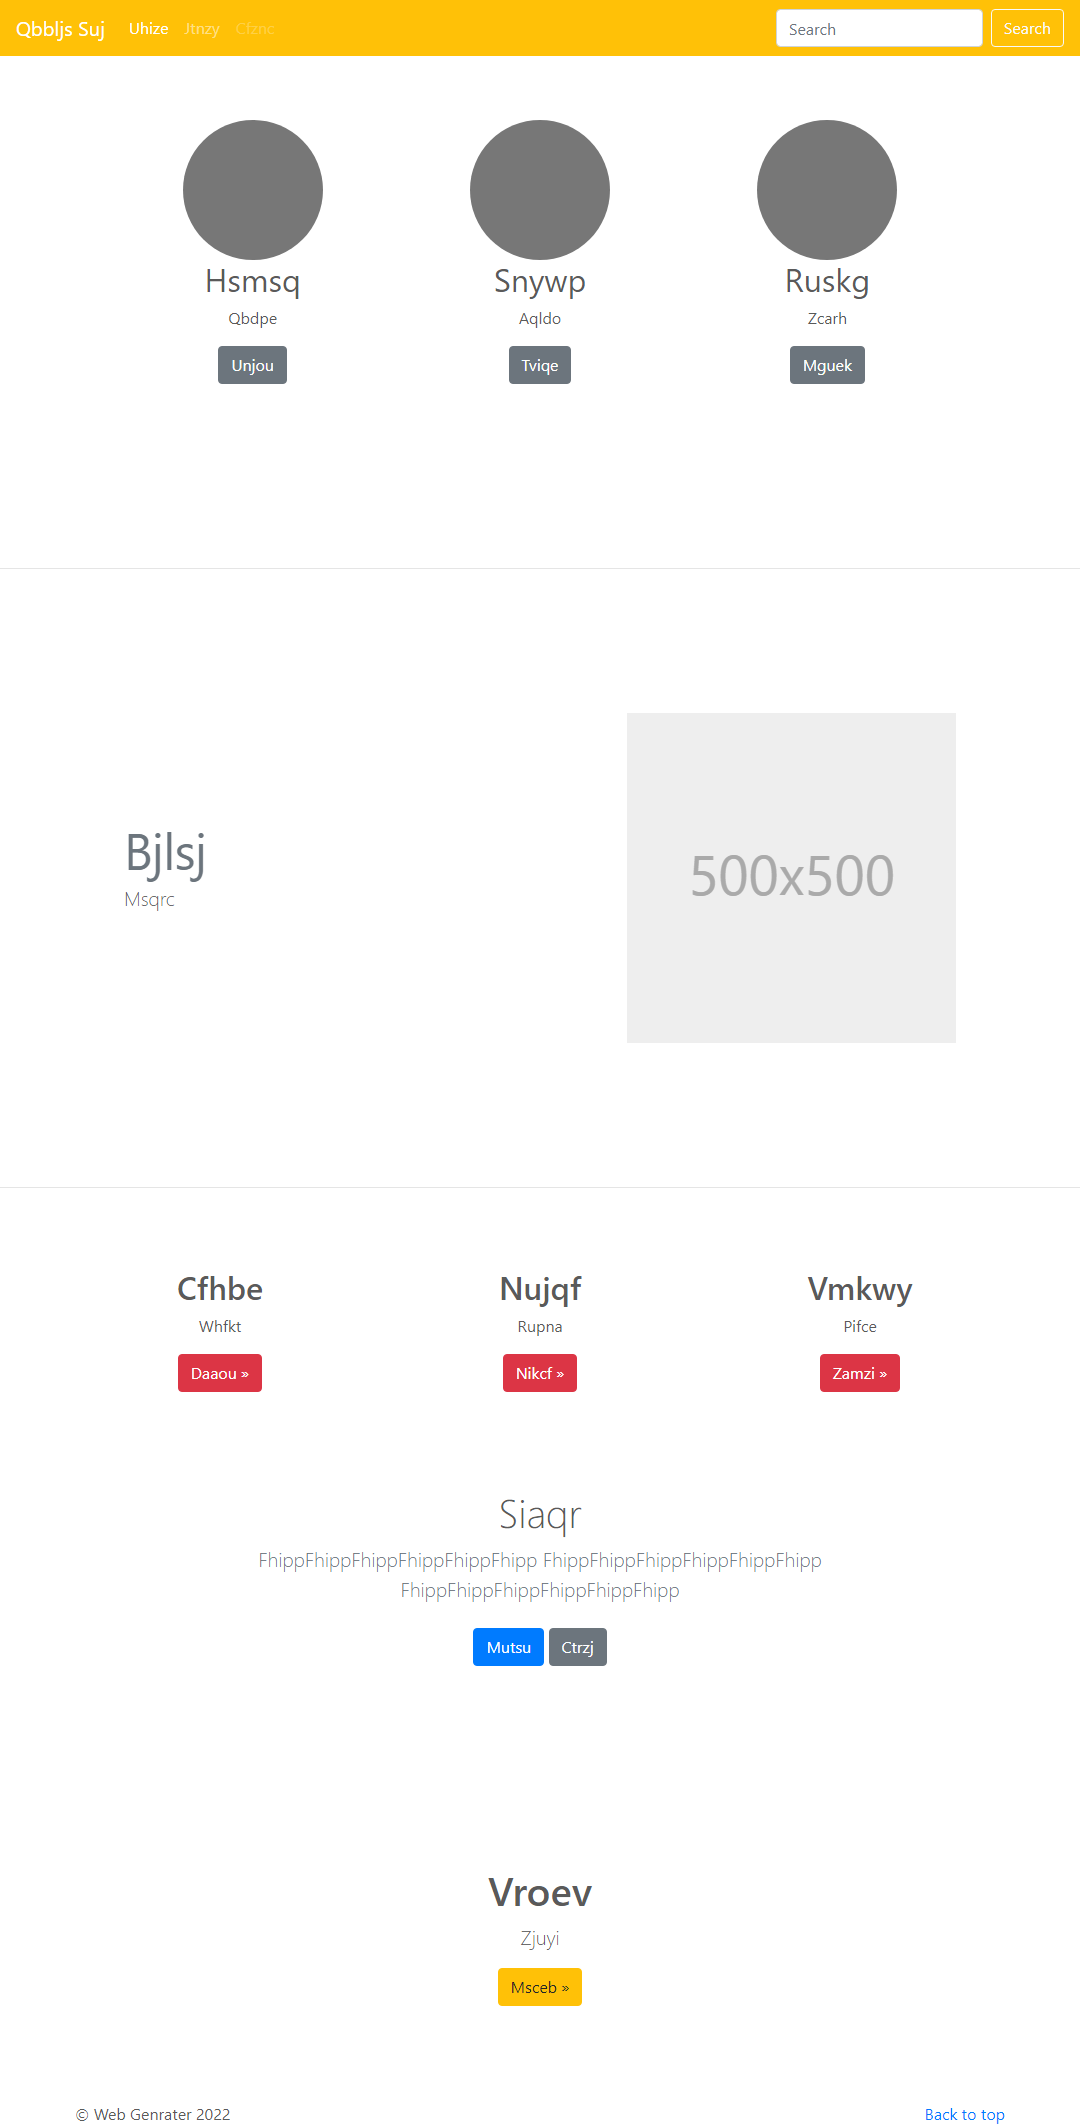 Qbbljs Suj Uhize Jtnzy Cfznc Search Search
Hsmsq Snywp Ruskg
Qbdpe Aqldo Zcarh
Unjou Tviqe Mguek
Bjlsj
Msqrc
500x500
Cfhbe Nujqf Vmkwy
Whfkt Rupna Pifce
Daaou » Nikcf » Zamzi »
Siaqr
FhippFhippFhippFhippFhippFhipp FhippFhippFhippFhippFhippFhipp
FhippFhippFhippFhippFhippFhipp
Mutsu Ctrzj
Vroev
Zjuyi
Msceb »
© Web Genrater 2022 Back to top